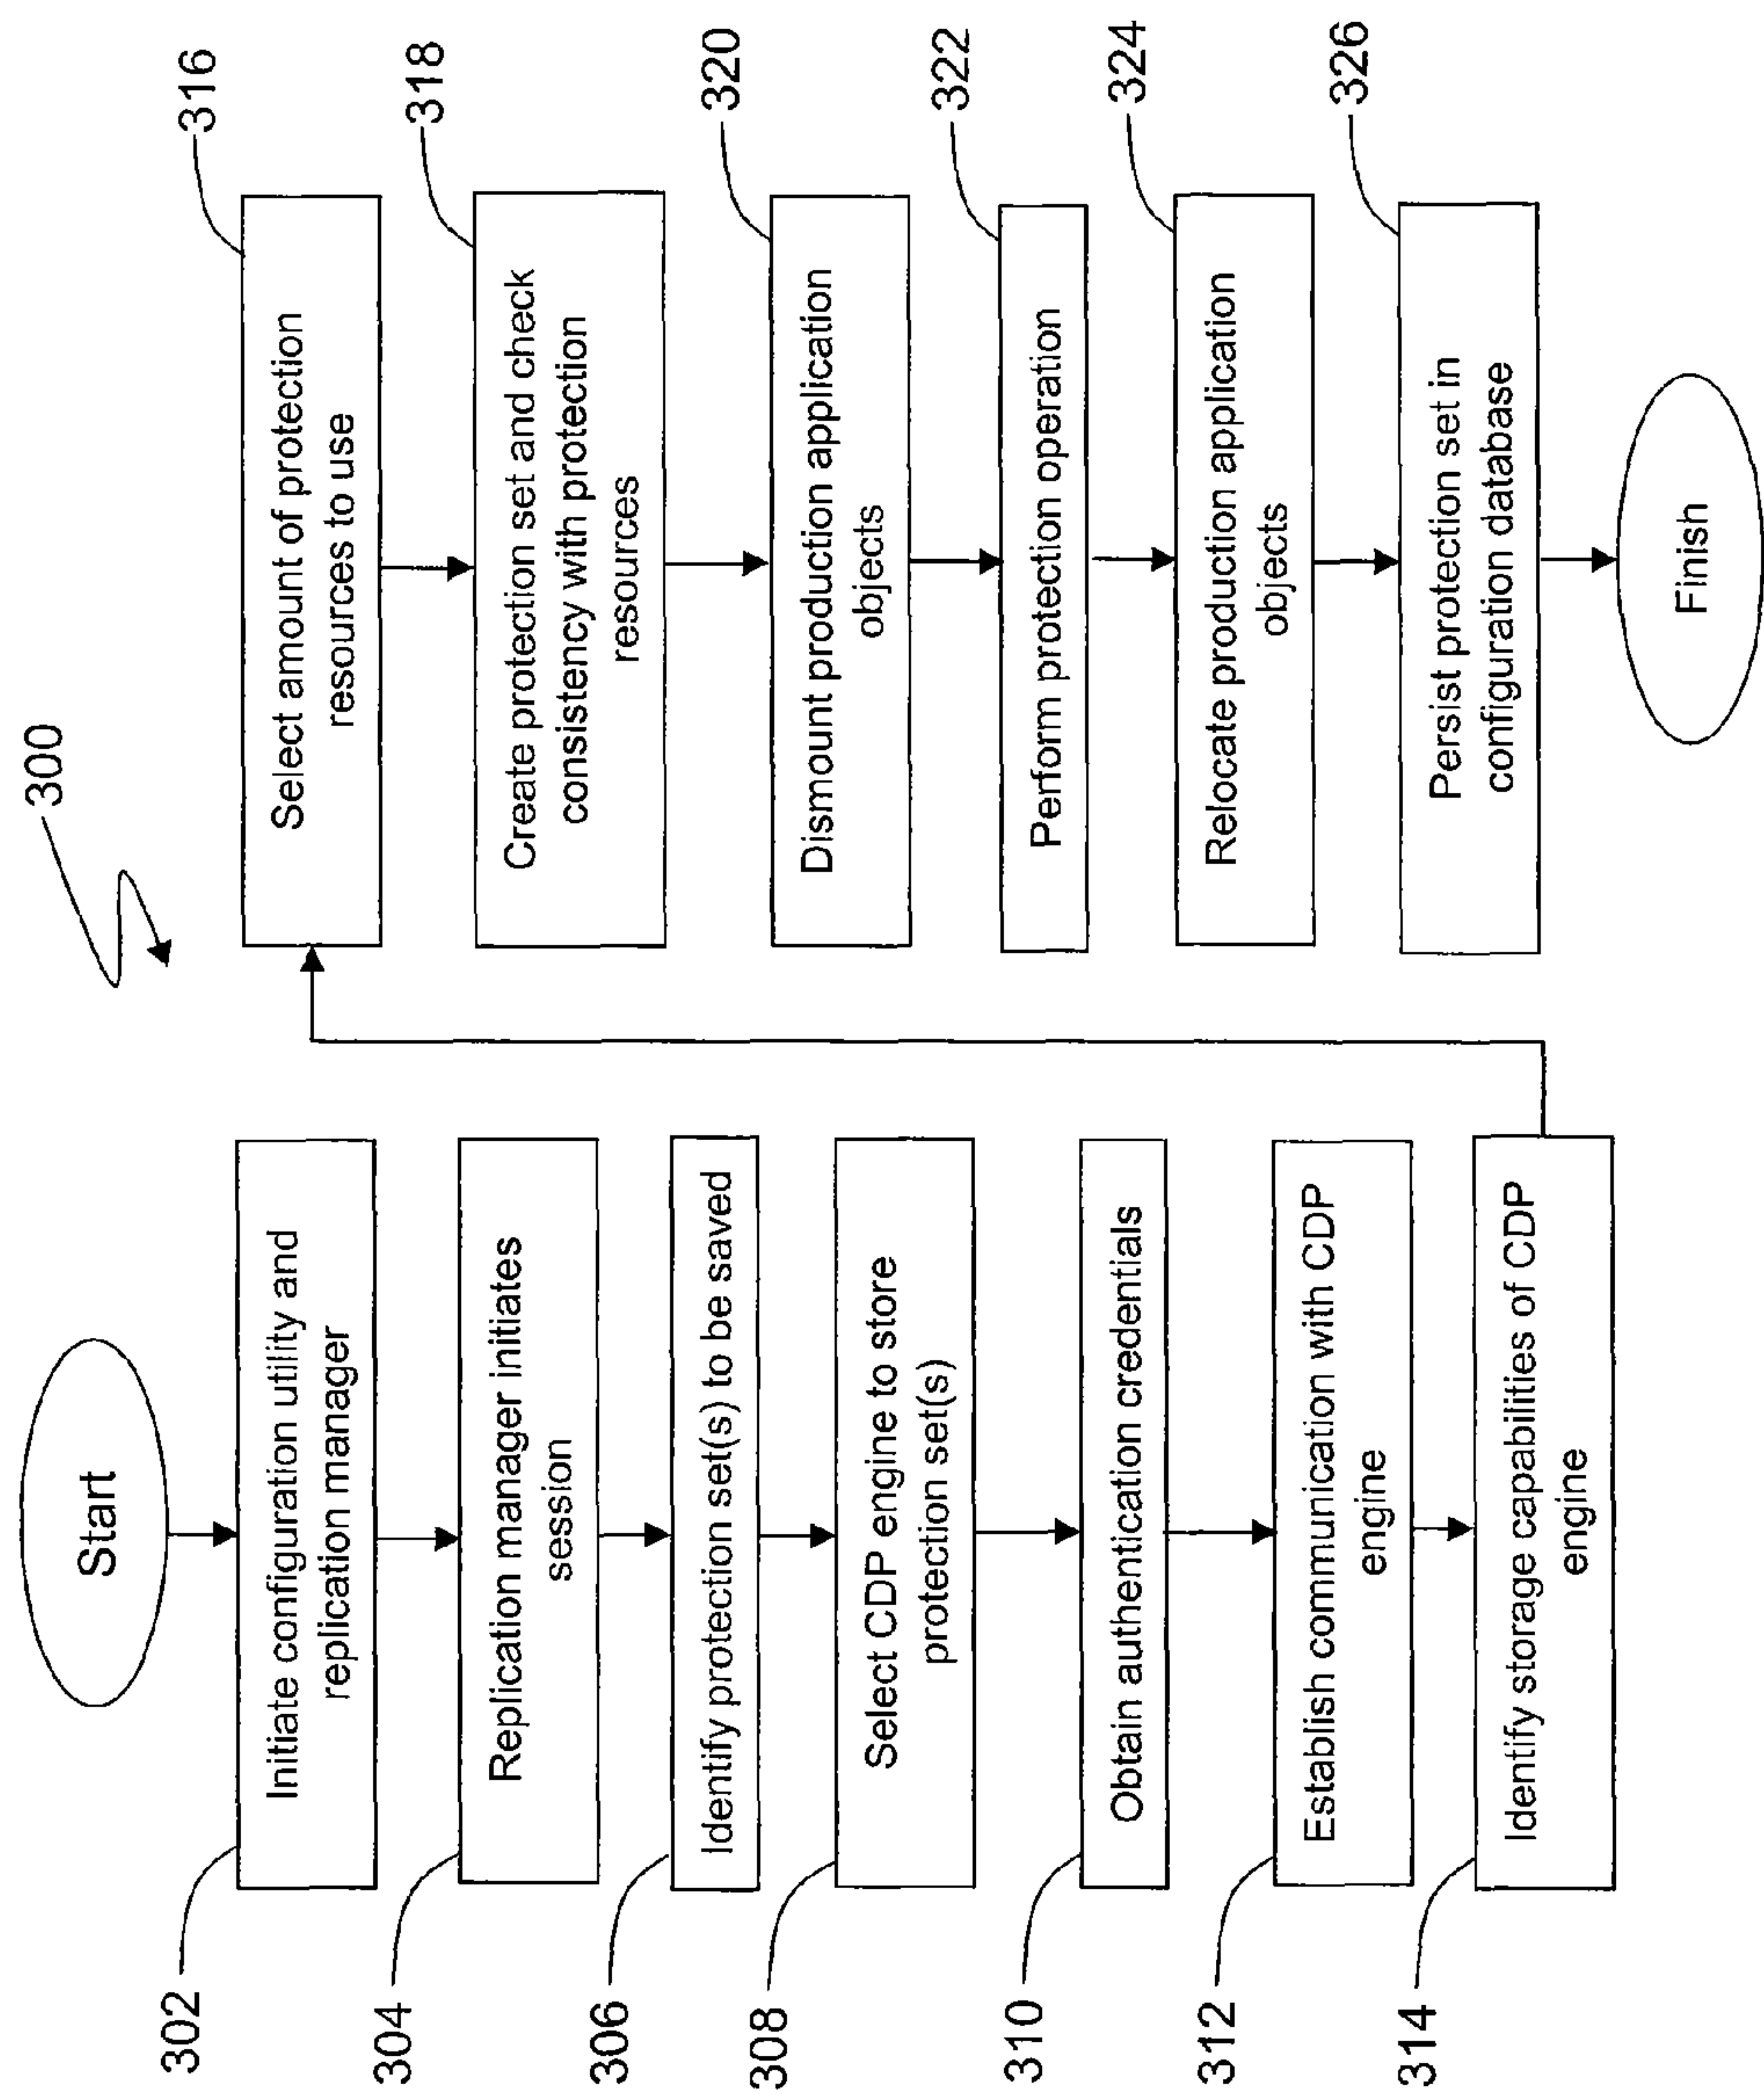 300
Start
302
Initiate configuration utility and
replication manager
304
Replication manager initiates
session
306
Identify protection set(s) to be saved
308
Select CDP engine to store
protection set(s)
310
Obtain authentication credentials
312
Establish communication with CDP
engine
314
Identify storage capabilities of CDP
engine
316
Select amount of protection
resources to use
318
Create protection set and check
consistency with protection
resources
320
Dismount production application
objects
322
Perform protection operation
324
Relocate production application
objects
326
Persist protection set in
configuration database
Finish